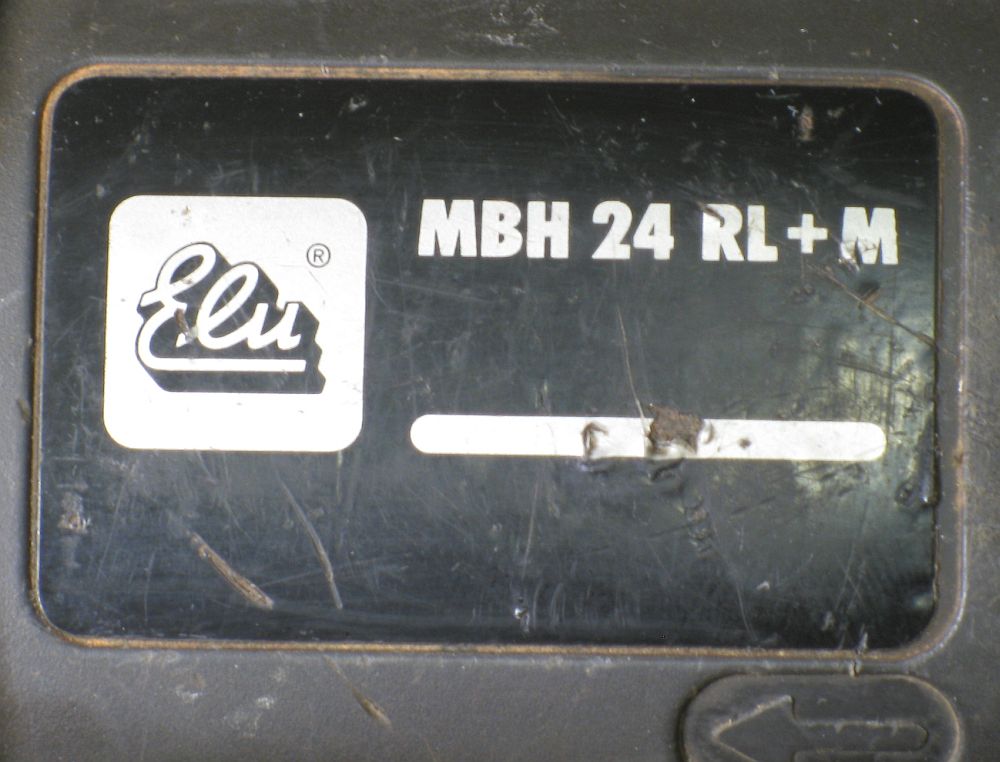 Elu ®
MBH 24 RL + M